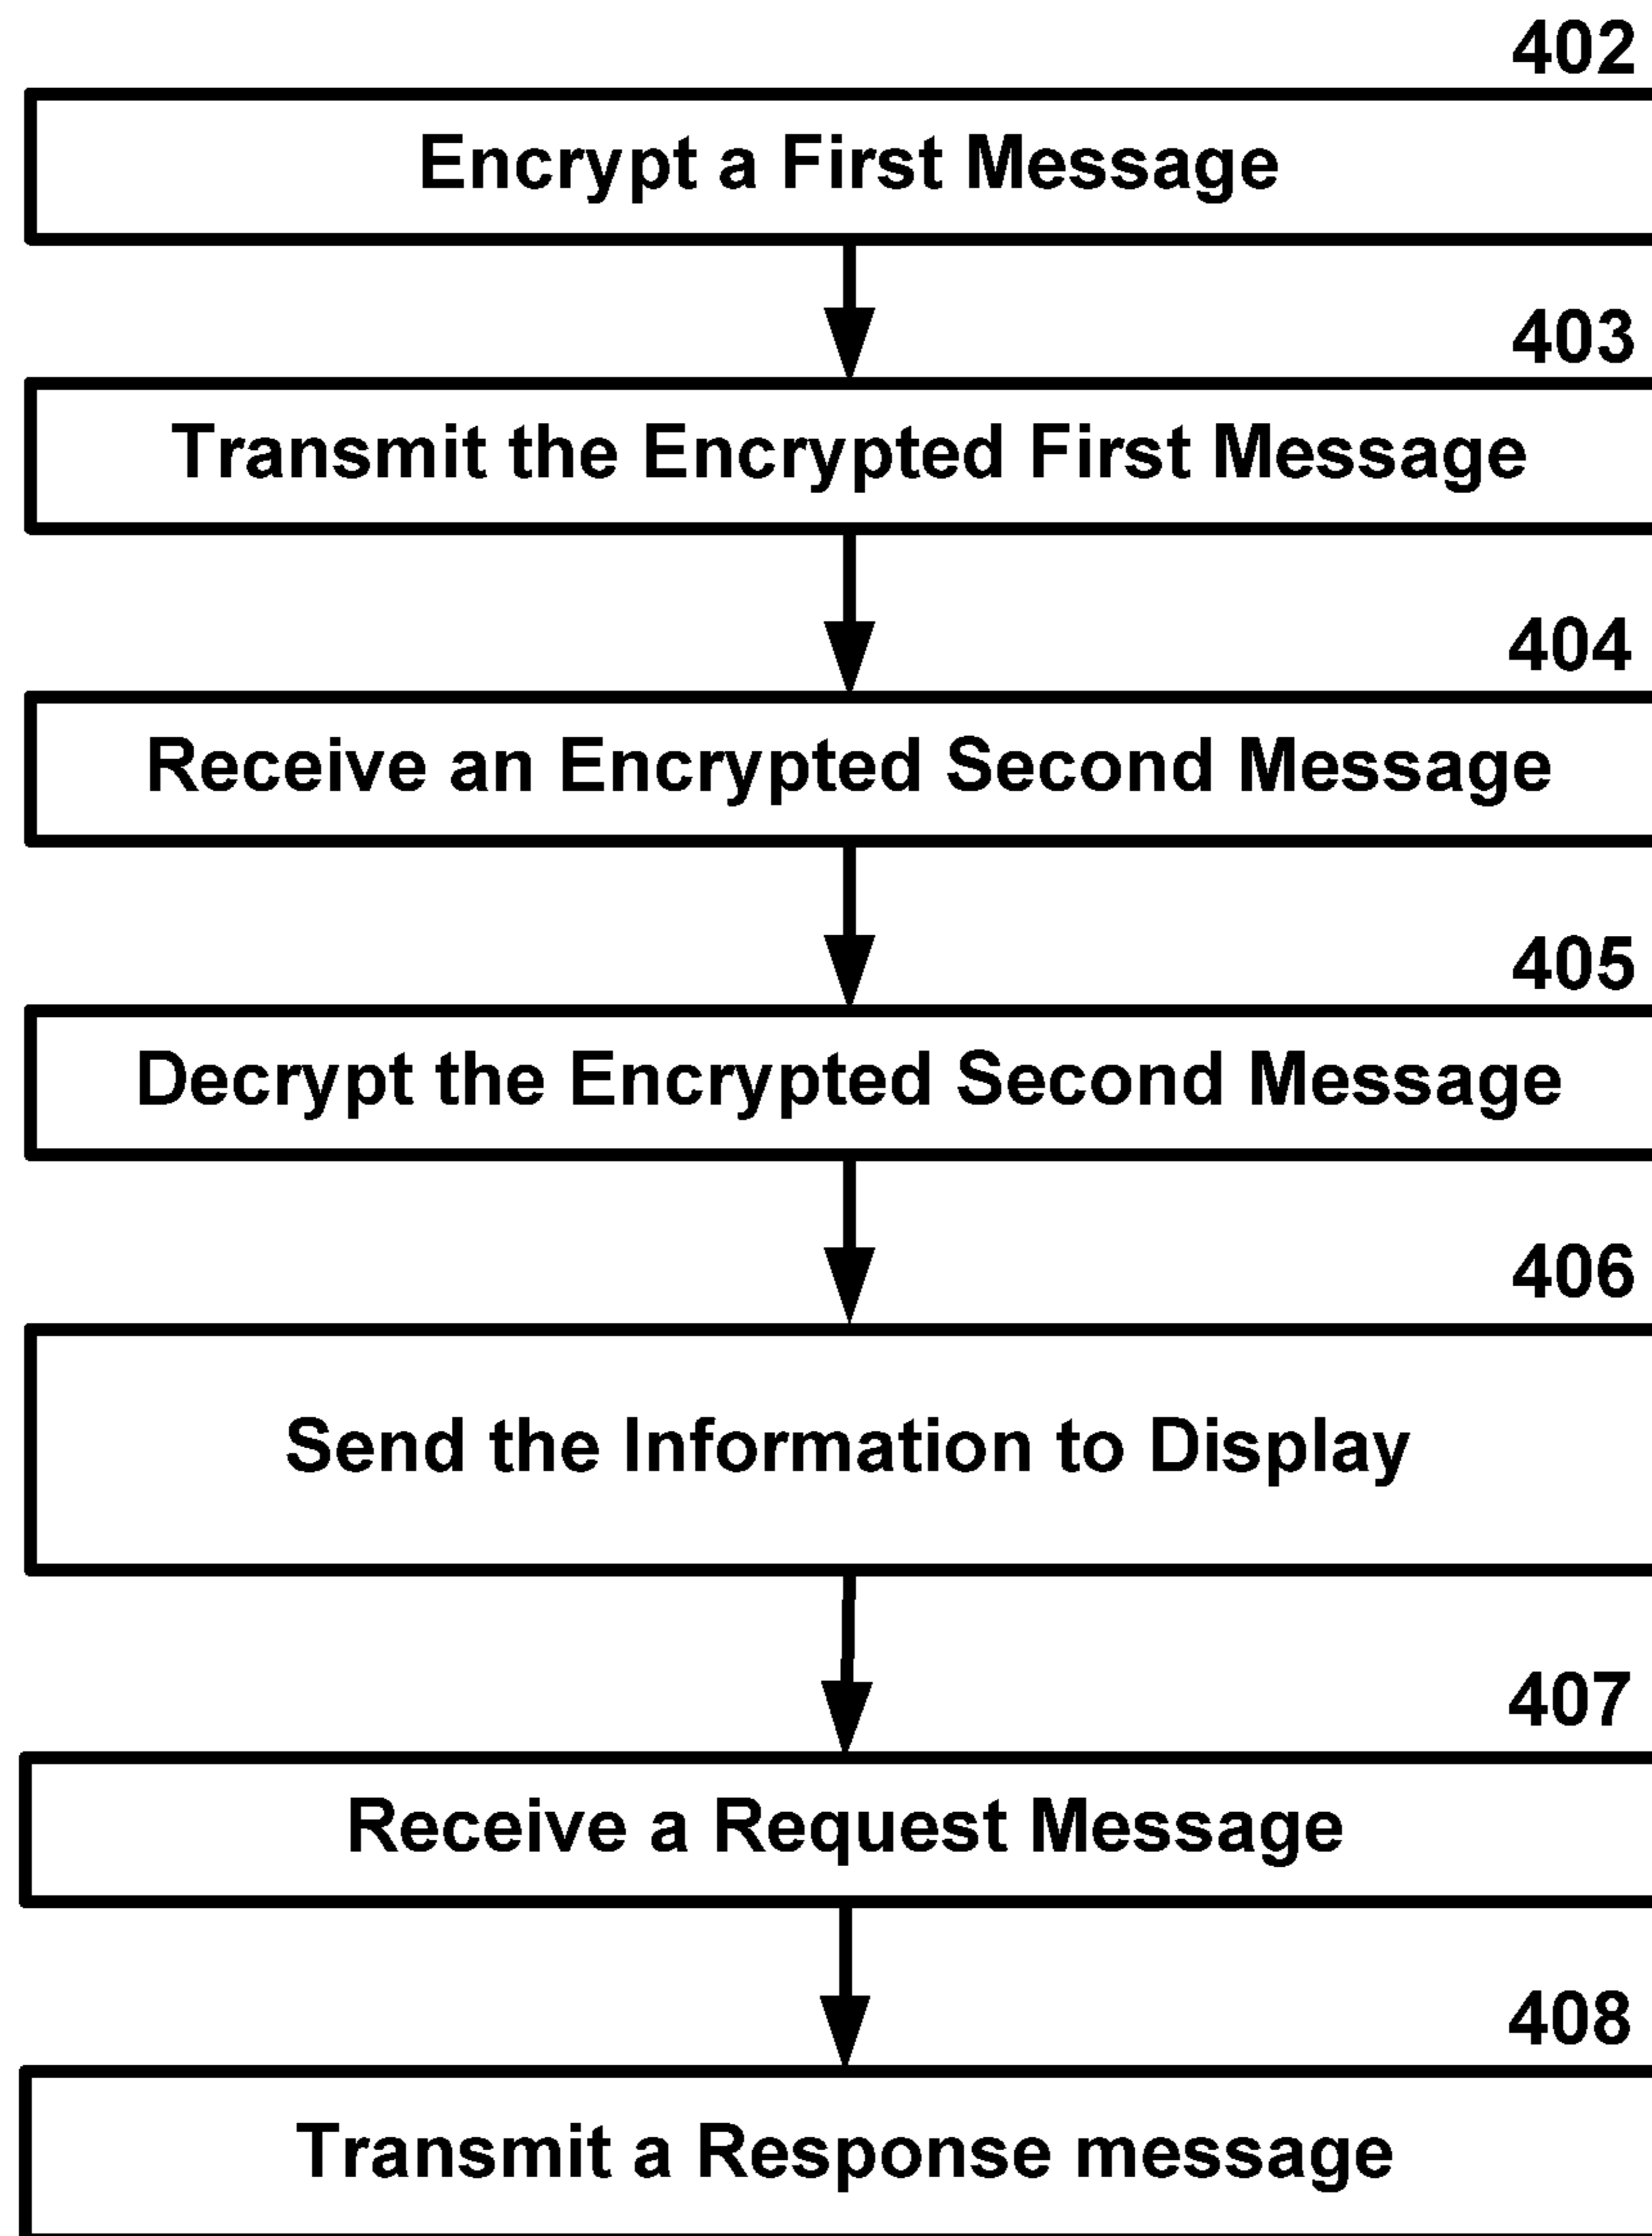 402
Encrypt a First Message
403
Transmit the Encrypted First Message
404
Receive an Encrypted Second Message
405
Decrypt the Encrypted Second Message
406
Send the Information to Display
407
Receive a Request Message
408
Transmit a Response message